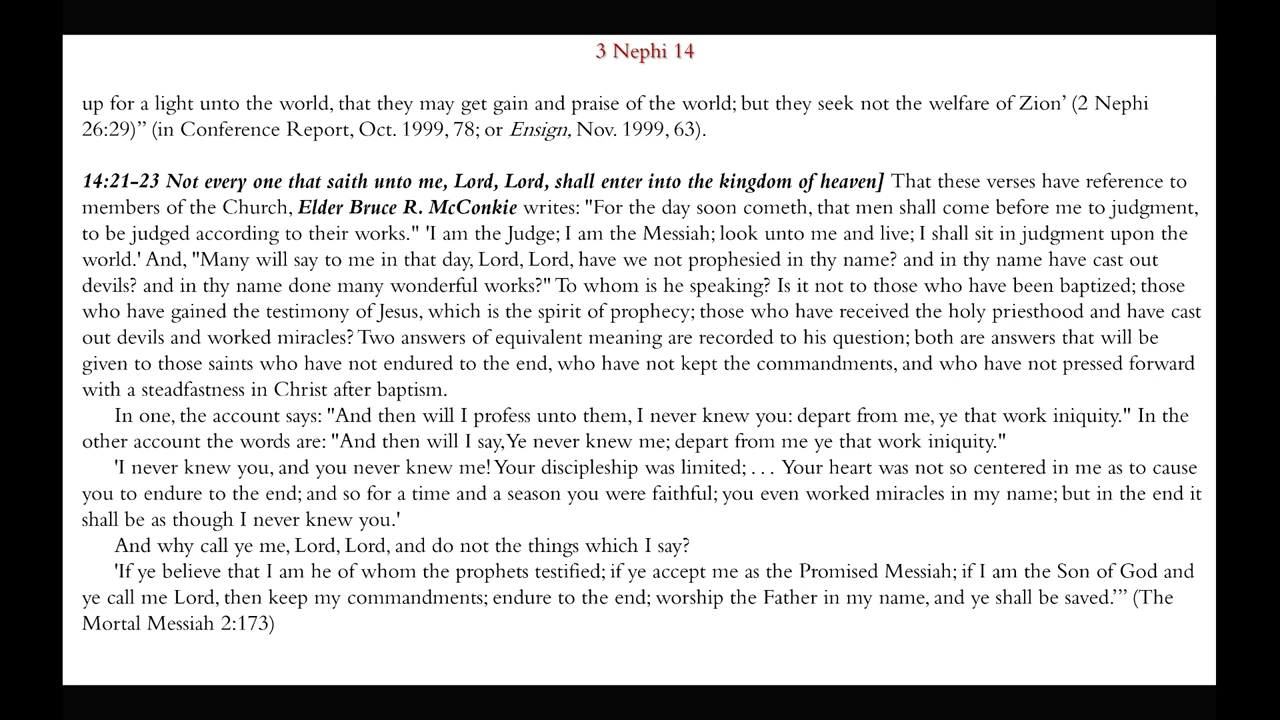 3 Nephi 14
up for a light unto the world, that they may get gain and praise of the world; but they seek not the welfare of Zion’ (2 Nephi
26:29)” (in Conference Report, Oct. 1999, 78; or Ensign, Nov. 1999, 63).
14:21-23 Not every one that saith unto me, Lord, Lord, shall enter into the kingdom of heaven] That these verses have reference to
members of the Church, Elder Bruce R. McConkie writes: "For the day soon cometh, that men shall come before me to judgment,
to be judged according to their works." 'I am the Judge; I am the Messiah; look unto me and live; I shall sit in judgment upon the
world.' And, "Many will say to me in that day, Lord, Lord, have we not prophesied in thy name? and in thy name have cast out
devils? and in thy name done many wonderful works?" To whom is he speaking? Is it not to those who have been baptized; those
who have gained the testimony of Jesus, which is the spirit of prophecy; those who have received the holy priesthood and have cast
out devils and worked miracles? Two answers of equivalent meaning are recorded to his question; both are answers that will be
given to those saints who have not endured to the end, who have not kept the commandments, and who have not pressed forward
with a steadfastness in Christ after baptism.
In one, the account says: "And then will I profess unto them, I never knew you: depart from me, ye that work iniquity." In the
other account the words are: "And then will I say, Ye never knew me; depart from me ye that work iniquity."
'I never knew you, and you never knew me! Your discipleship was limited; . . . Your heart was not so centered in me as to cause
you to endure to the end; and so for a time and a season you were faithful; you even worked miracles in my name; but in the end it
shall be as though I never knew you.'
And why call ye me, Lord, Lord, and do not the things which I say?
'If ye believe that I am he of whom the prophets testified; if ye accept me as the Promised Messiah; if I am the Son of God and
ye call me Lord, then keep my commandments; endure to the end; worship the Father in my name, and ye shall be saved.’” (The
Mortal Messiah 2:173)